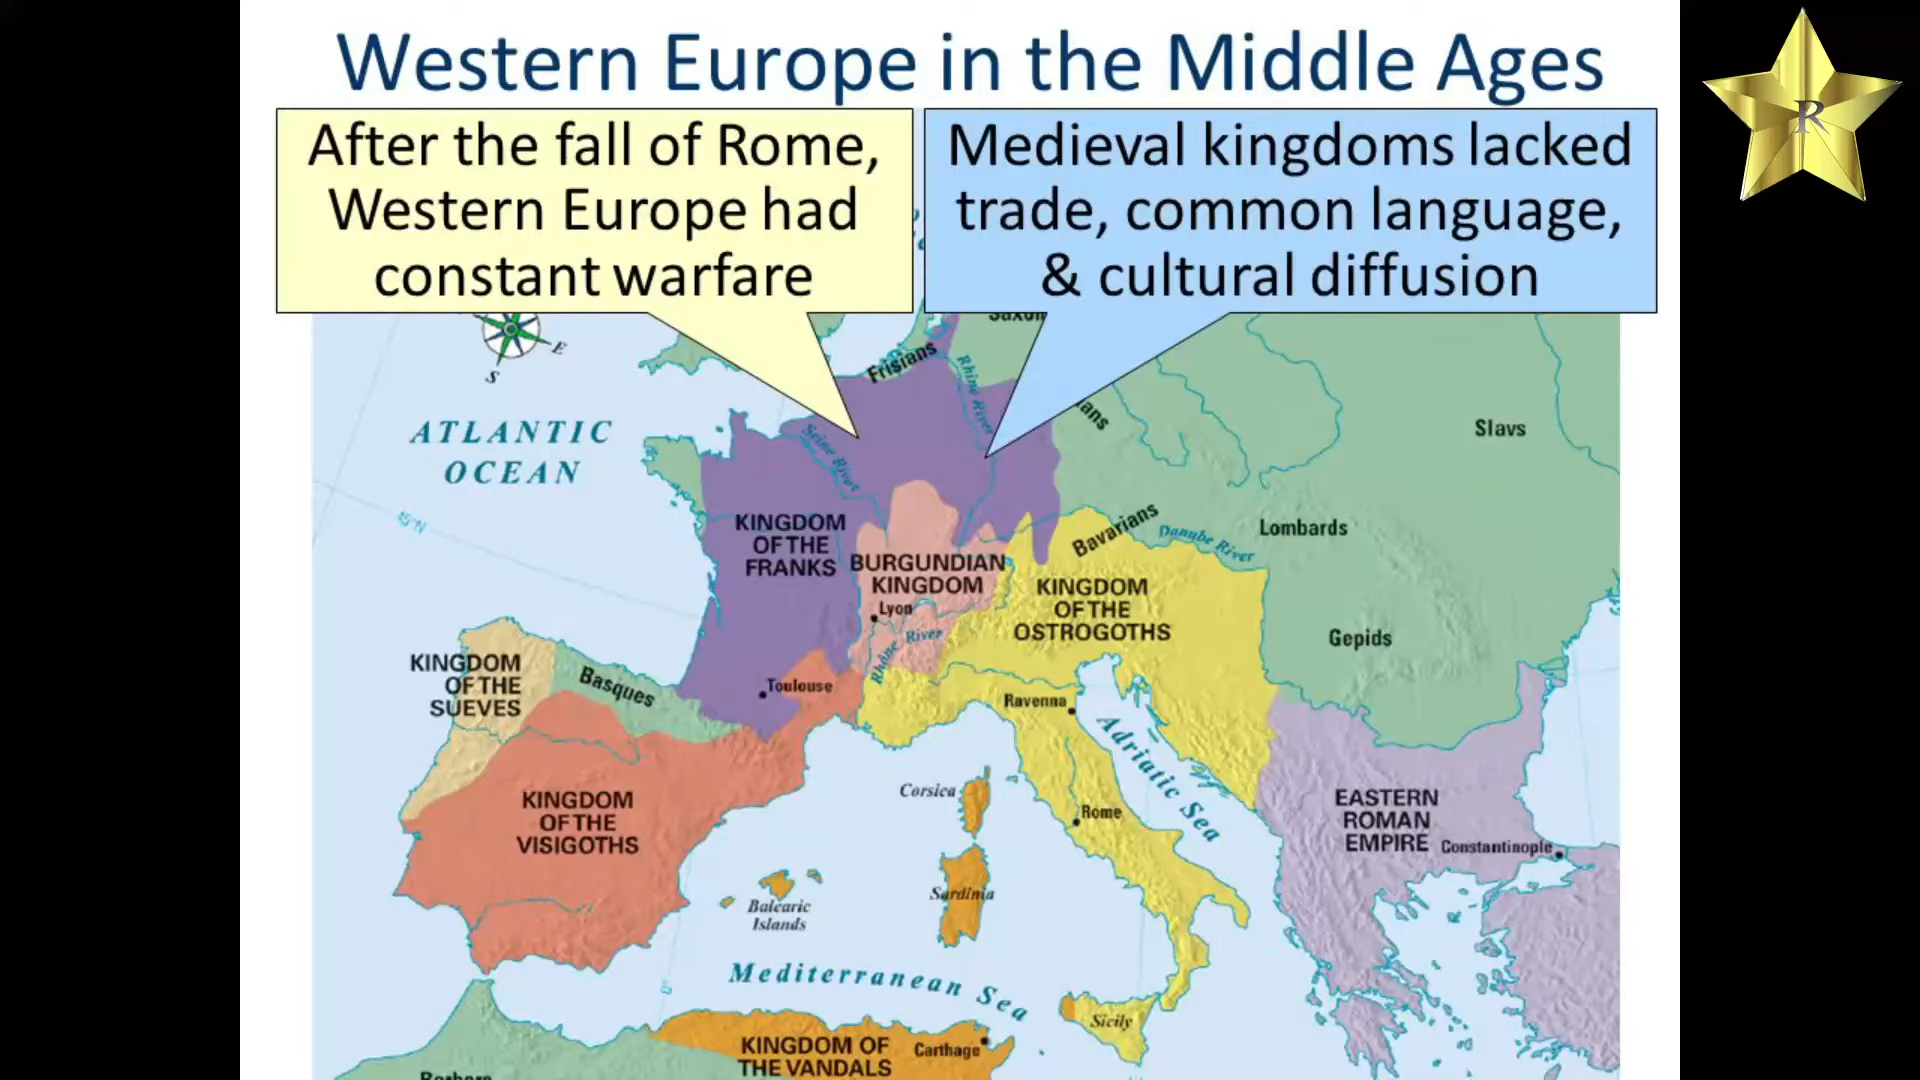 Western Europe in the Middle Ages
R
After the fall of Rome,
Western Europe had
constant warfare
Medieval kingdoms lacked
trade, common language,
& cultural diffusion
E
S
Frisians
Rhine River
ATLANTIC
OCEAN
Seine River
Slavs
45°N
KINGDOM
OF THE
FRANKS
BURGUNDIAN
KINGDOM
Lyon
Rhône River
Bavarians
Danube River
Lombards
KINGDOM
OF THE
OSTROGOTHS
Gepids
KINGDOM
OF THE
SUEVES
Basques
Toulouse
Ravenna
Adriatic Sea
KINGDOM
OF THE
VISIGOTHS
Corsica
Rome
EASTERN
ROMAN
EMPIRE
Constantinople
Balearic
Islands
Sardinia
Mediterranean Sea
Sicily
KINGDOM OF
THE VANDALS
Carthage